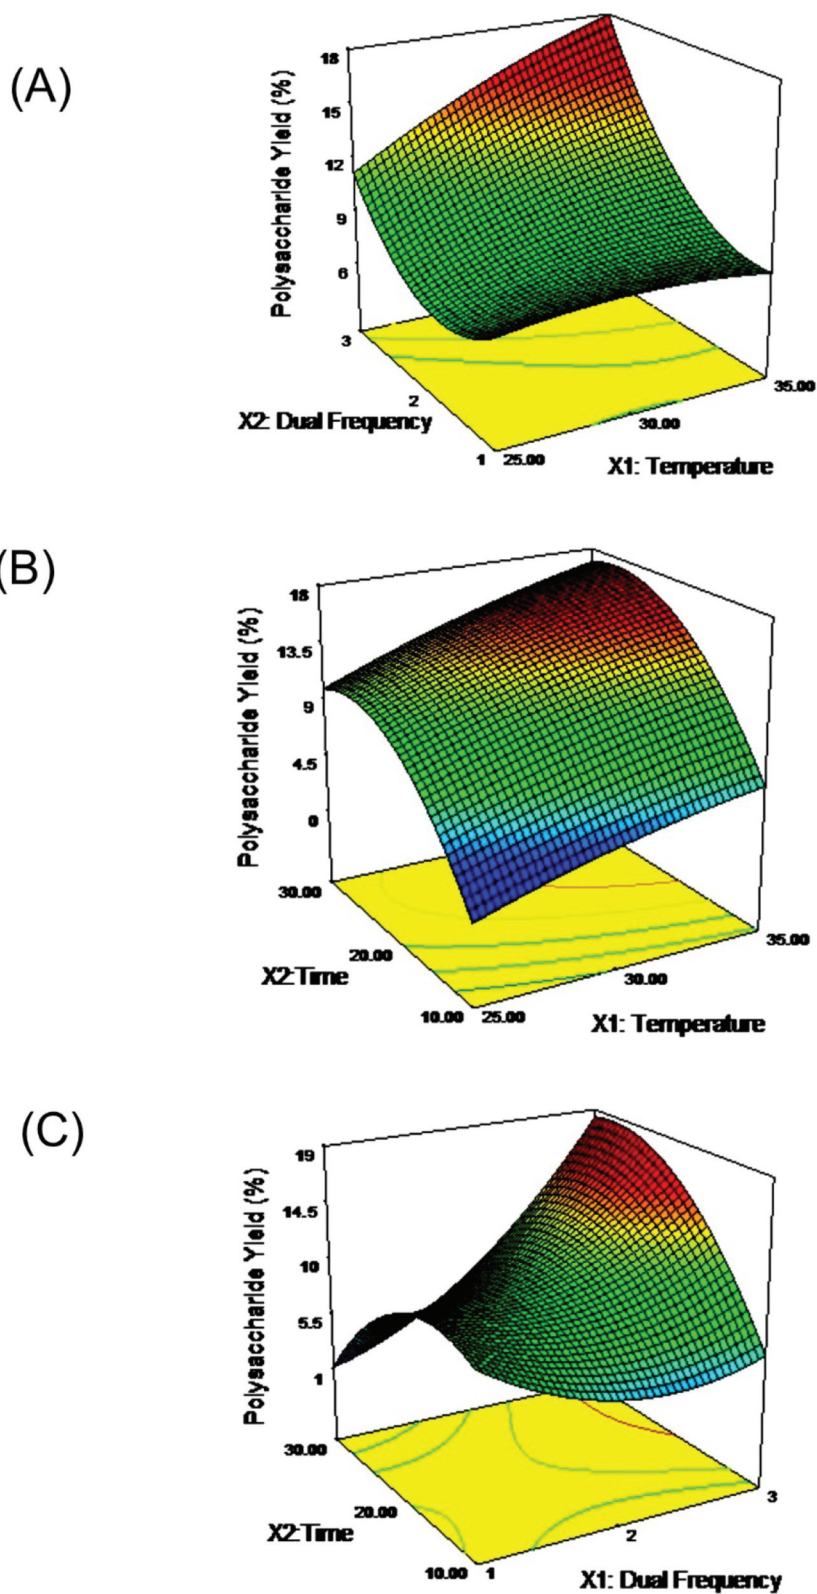 (A)
18
15
12
9
6
3
2
1
Polysaccharide Yield (%)
X2: Dual Frequency
25.00
30.00
35.00
X1: Temperature
(B)
18
13.5
9
4.5
0
Polysaccharide Yield (%)
30.00
20.00
10.00
X2:Time
25.00
30.00
35.00
X1: Temperature
(C)
19
14.5
10
5.5
1
Polysaccharide Yield (%)
30.00
20.00
10.00
X2:Time
1
2
3
X1: Dual Frequency